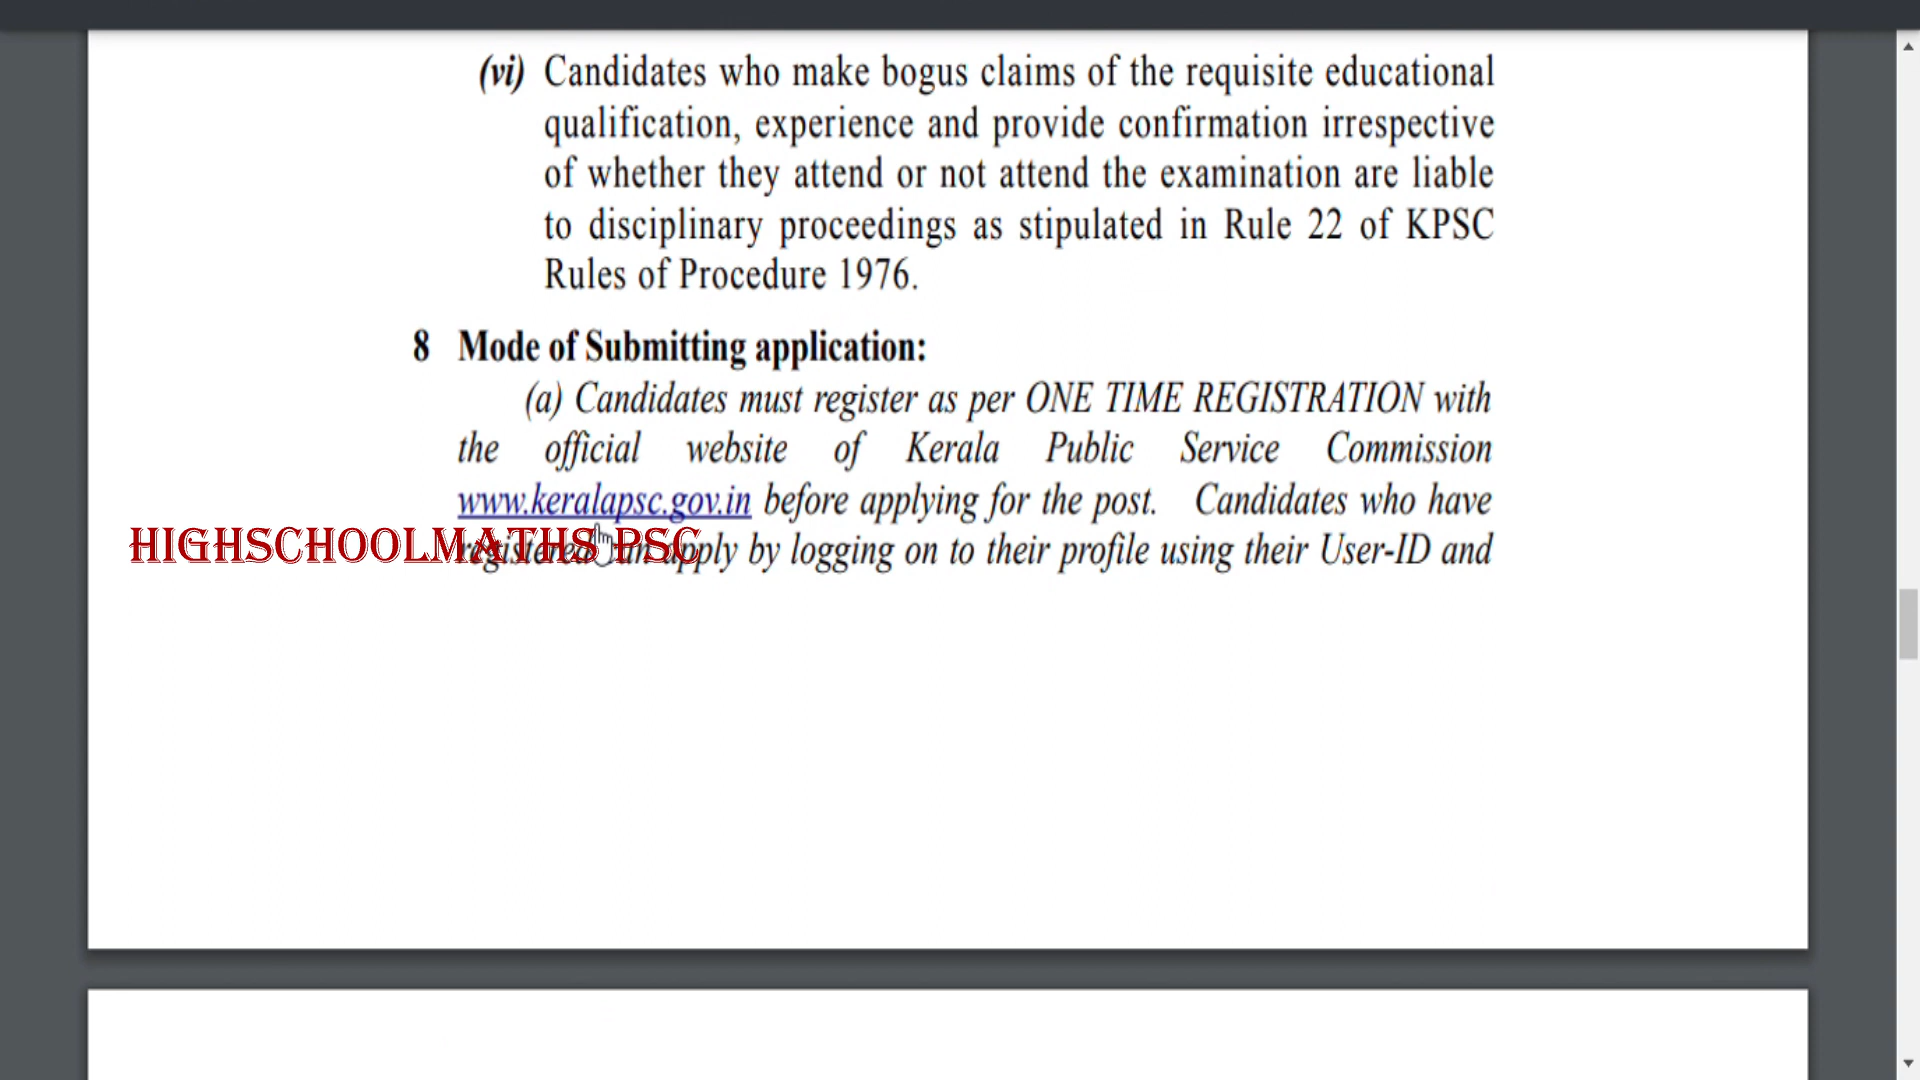 (vi) Candidates who make bogus claims of the requisite educational
qualification, experience and provide confirmation irrespective
of whether they attend or not attend the examination are liable
to disciplinary proceedings as stipulated in Rule 22 of KPSC
Rules of Procedure 1976.
8 Mode of Submitting application:
(a) Candidates must register as per ONE TIME REGISTRATION with
the official website of Kerala Public Service Commission
www.keralapsc.gov.in before applying for the post. Candidates who have
registered can apply by logging on to their profile using their User-ID and
HIGHSCHOOLMATHS PSC